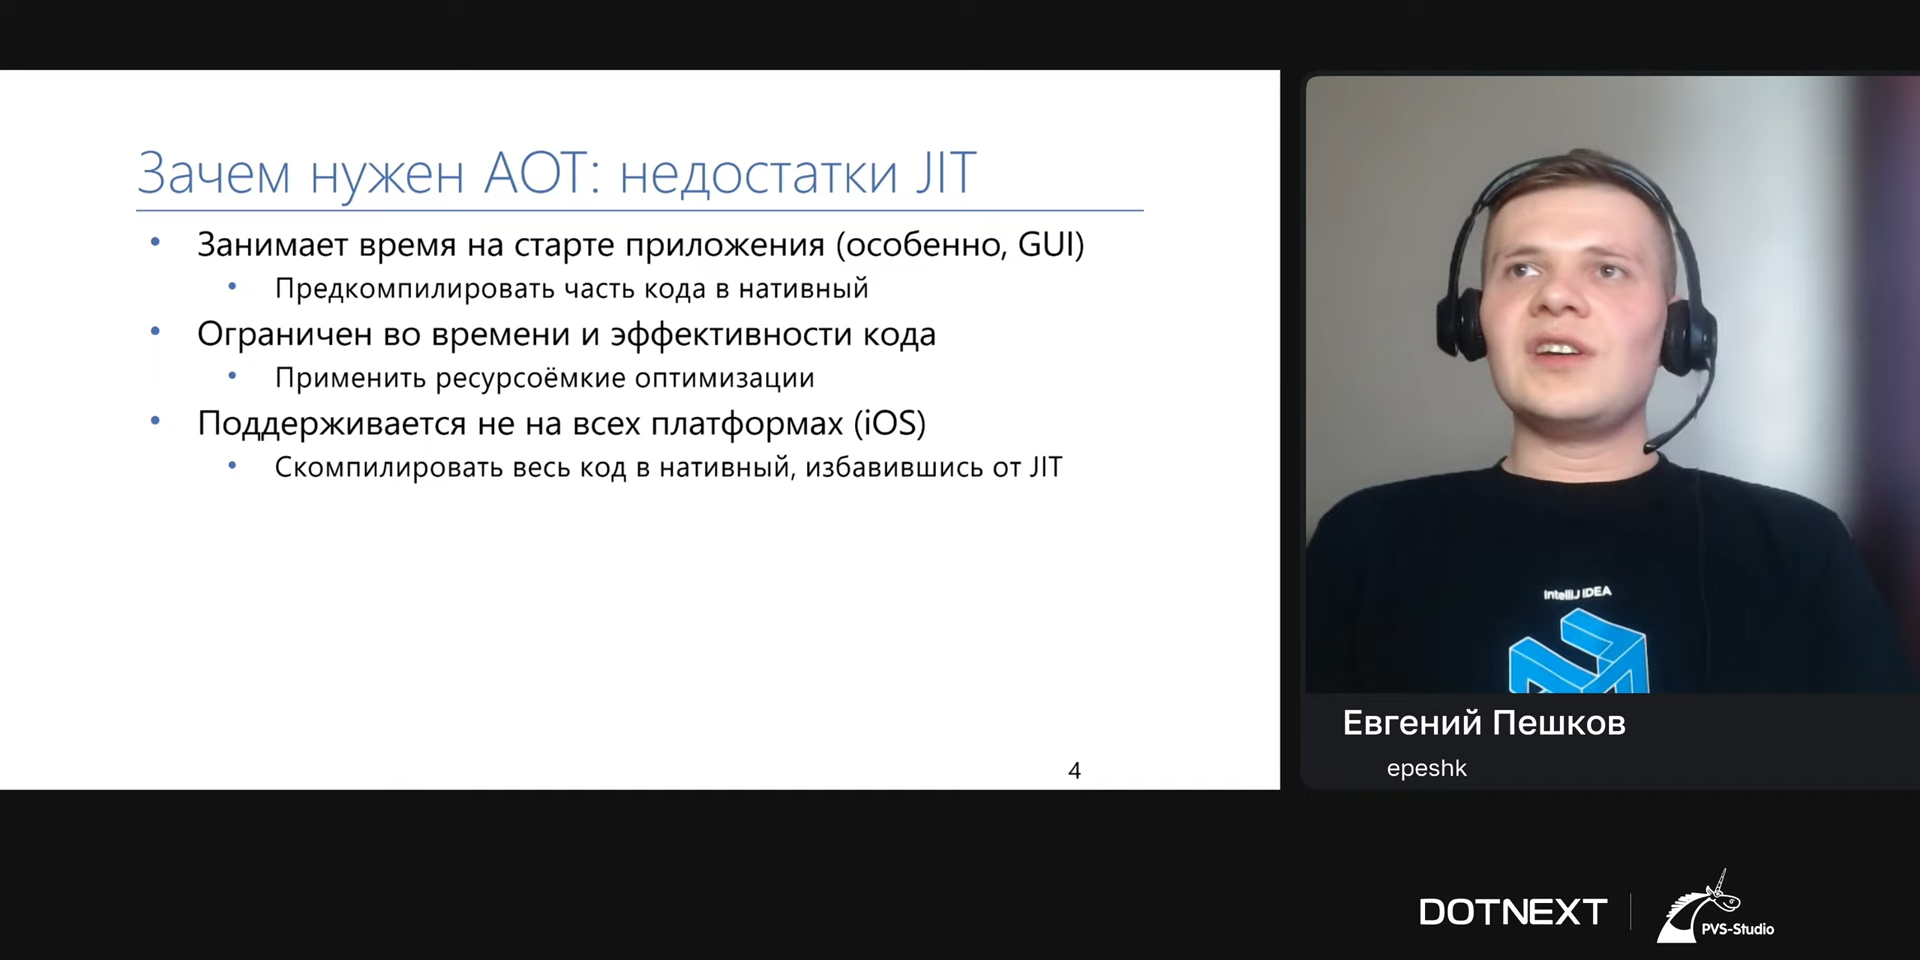 Зачем нужен AOT: недостатки JIT
• Занимает время на старте приложения (особенно, GUI)
• Предкомпилировать часть кода в нативный
• Ограничен во времени и эффективности кода
• Применить ресурсоёмкие оптимизации
• Поддерживается не на всех платформах (iOS)
• Скомпилировать весь код в нативный, избавившись от JIT
4
IntelliJ IDEA
Евгений Пешков
epeshk
DOTNEXT
PVS-Studio